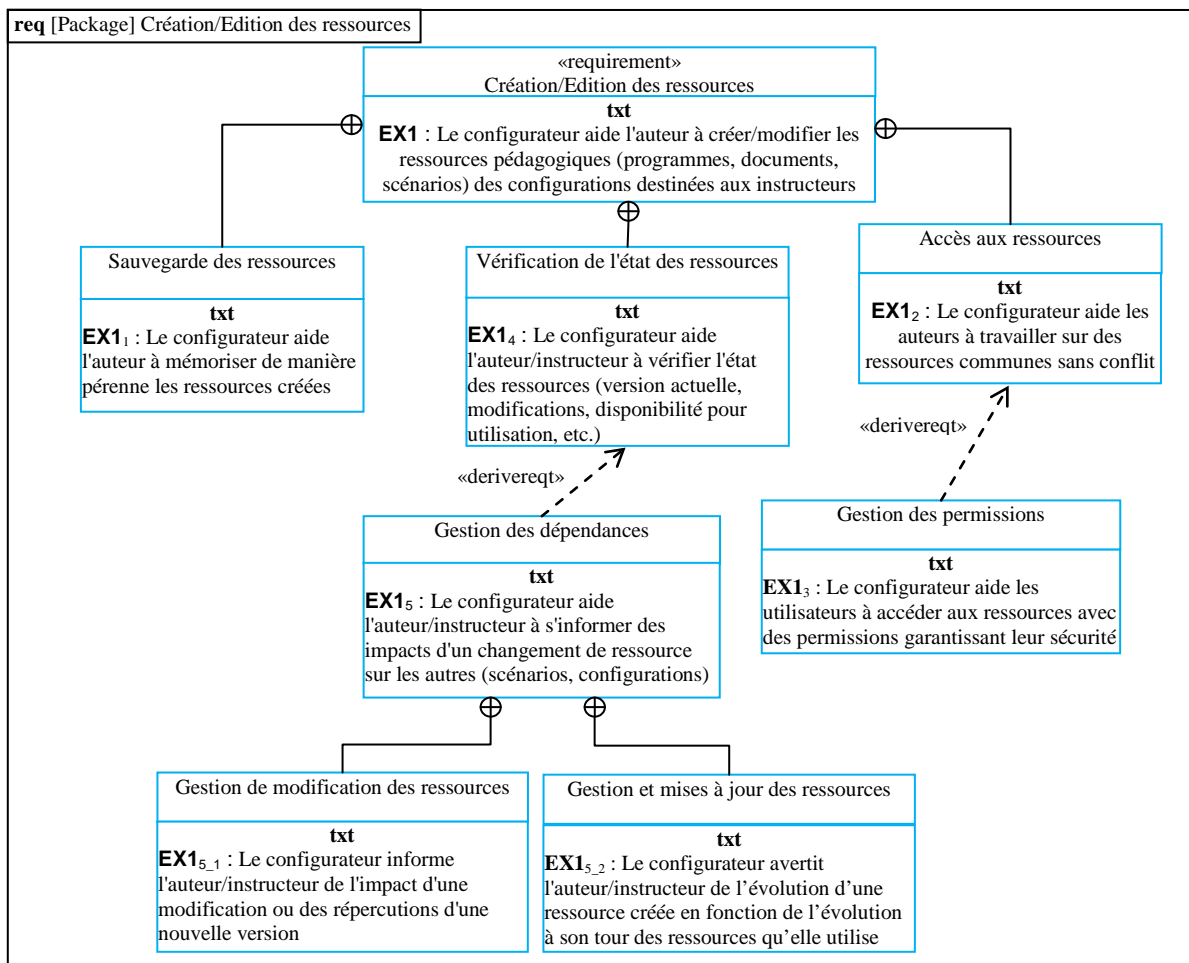 req [Package] Création/Edition des ressources
«requirement»
Création/Edition des ressources
txt
EX1 : Le configurateur aide l'auteur à créer/modifier les
ressources pédagogiques (programmes, documents,
scénarios) des configurations destinées aux instructeurs
Sauvegarde des ressources
txt
EX1₁ : Le configurateur aide
l'auteur à mémoriser de manière
pérenne les ressources créées
Vérification de l'état des ressources
txt
EX1₄ : Le configurateur aide
l'auteur/instructeur à vérifier l'état
des ressources (version actuelle,
modifications, disponibilité pour
utilisation, etc.)
Accès aux ressources
txt
EX1₂ : Le configurateur aide les
auteurs à travailler sur des
ressources communes sans conflit
«derivereqt»
«derivereqt»
Gestion des dépendances
txt
EX1₅ : Le configurateur aide
l'auteur/instructeur à s'informer des
impacts d'un changement de ressource
sur les autres (scénarios, configurations)
Gestion des permissions
txt
EX1₃ : Le configurateur aide les
utilisateurs à accéder aux ressources avec
des permissions garantissant leur sécurité
Gestion de modification des ressources
txt
EX1₅_₁ : Le configurateur informe
l'auteur/instructeur de l'impact d'une
modification ou des répercutions d'une
nouvelle version
Gestion et mises à jour des ressources
txt
EX1₅_₂ : Le configurateur avertit
l'auteur/instructeur de l’évolution d’une
ressource créée en fonction de l’évolution
à son tour des ressources qu’elle utilise